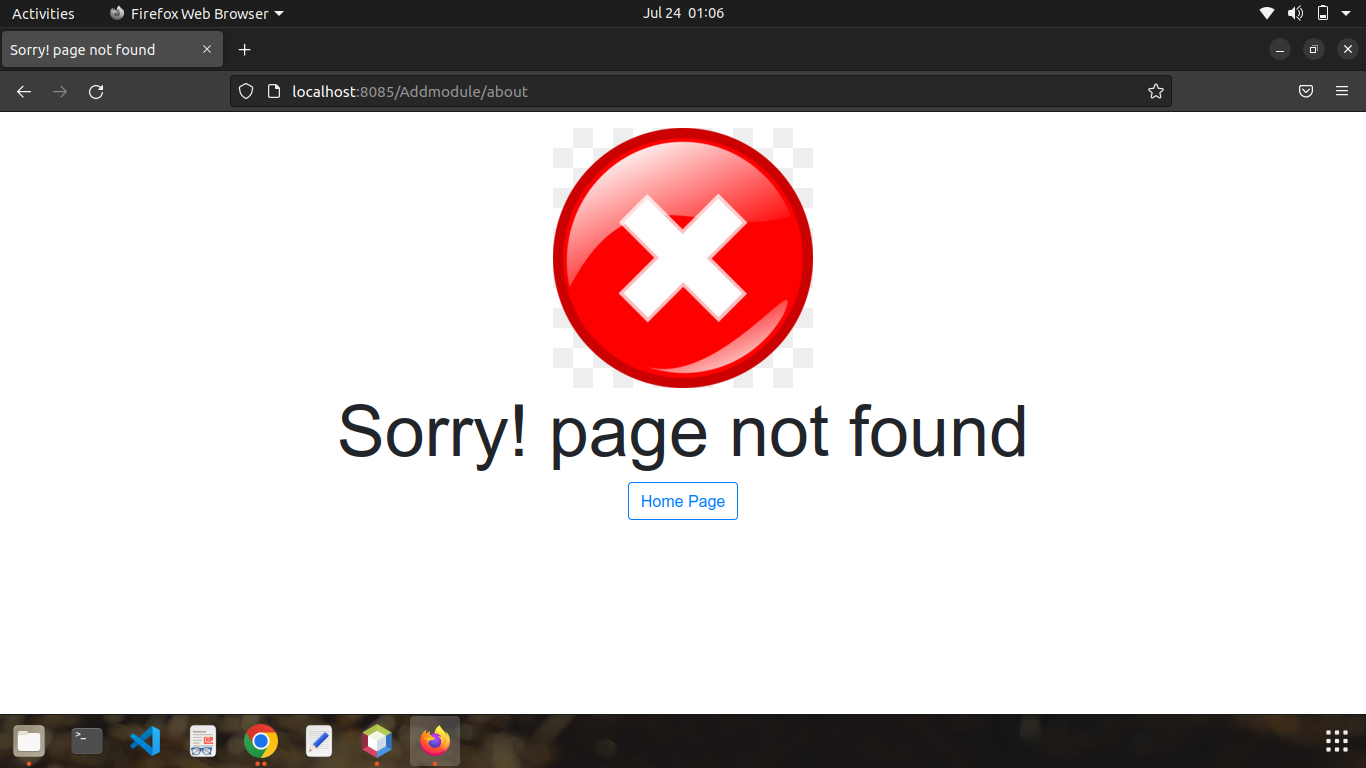 Activities
Firefox Web Browser
Jul 24 01:06
Sorry! page not found
localhost:8085/Addmodule/about
Sorry! page not found
Home Page